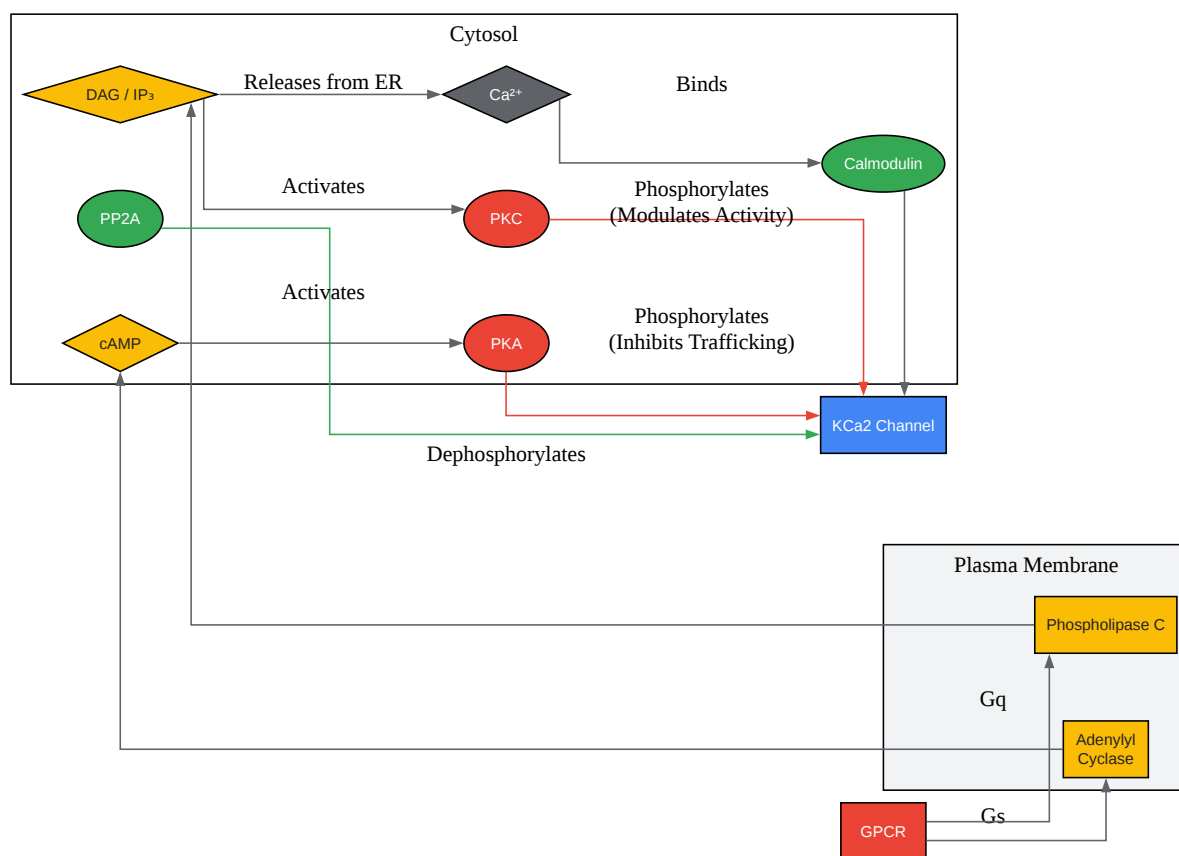 Cytosol
DAG / IP₃
Releases from ER
Ca²⁺
Binds
Calmodulin
Activates
Phosphorylates
(Modulates Activity)
PP2A
PKC
Activates
Phosphorylates
(Inhibits Trafficking)
cAMP
PKA
KCa2 Channel
Dephosphorylates
Plasma Membrane
Phospholipase C
Gq
Adenylyl
Cyclase
Gs
GPCR